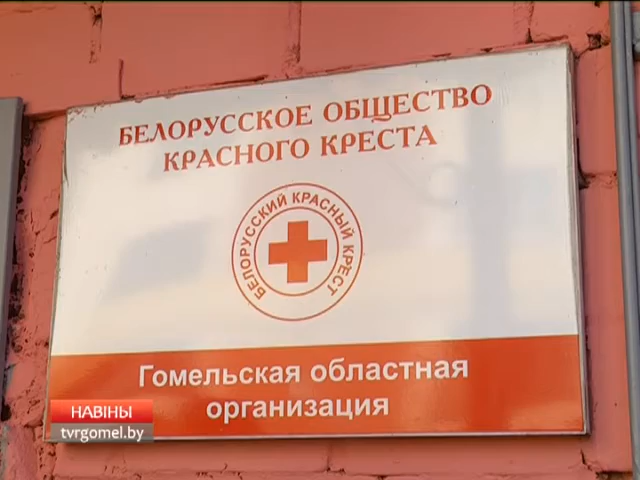 БЕЛОРУССКОЕ ОБЩЕСТВО
КРАСНОГО КРЕСТА
БЕЛОРУССКИЙ КРАСНЫЙ КРЕСТ
Гомельская областная
организация
НАВІНЫ
tvrgomel.by